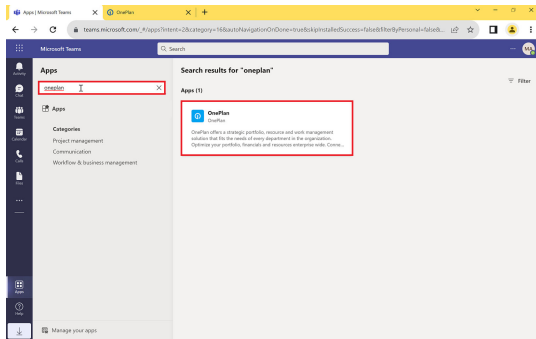 Apps | Microsoft Teams
OnePlan
teams.microsoft.com/_#/apps?intent=2&category=16&autoNavigationOnDone=true&skipInstalledSuccess=false&filterByPersonal=false&...
Microsoft Teams
Search
MA
Activity
Chat
Teams
Calendar
Calls
Files
Apps
Help
Apps
oneplan
Apps
Categories
Project management
Communication
Workflow & business management
Manage your apps
Search results for "oneplan"
Filter
Apps (1)
OnePlan
OnePlan
OnePlan offers a strategic portfolio, resource and work management
solution that fits the needs of every department in the organization.
Optimize your portfolio, financials and resources enterprise wide. Conne...